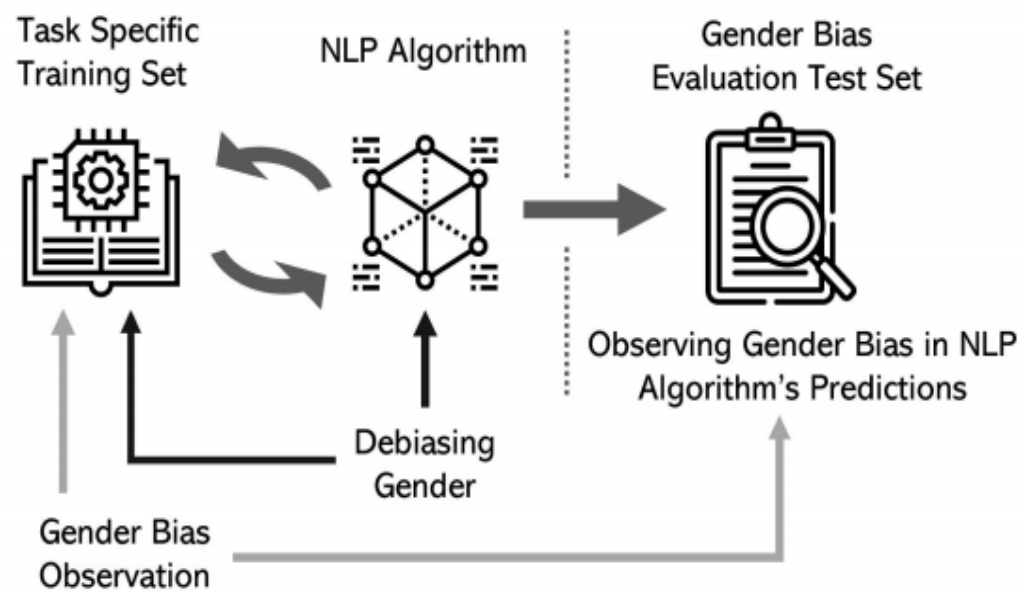 Task Specific
Training Set
NLP Algorithm
Gender Bias
Evaluation Test Set
Observing Gender Bias in NLP
Algorithm's Predictions
Debiasing
Gender
Gender Bias
Observation